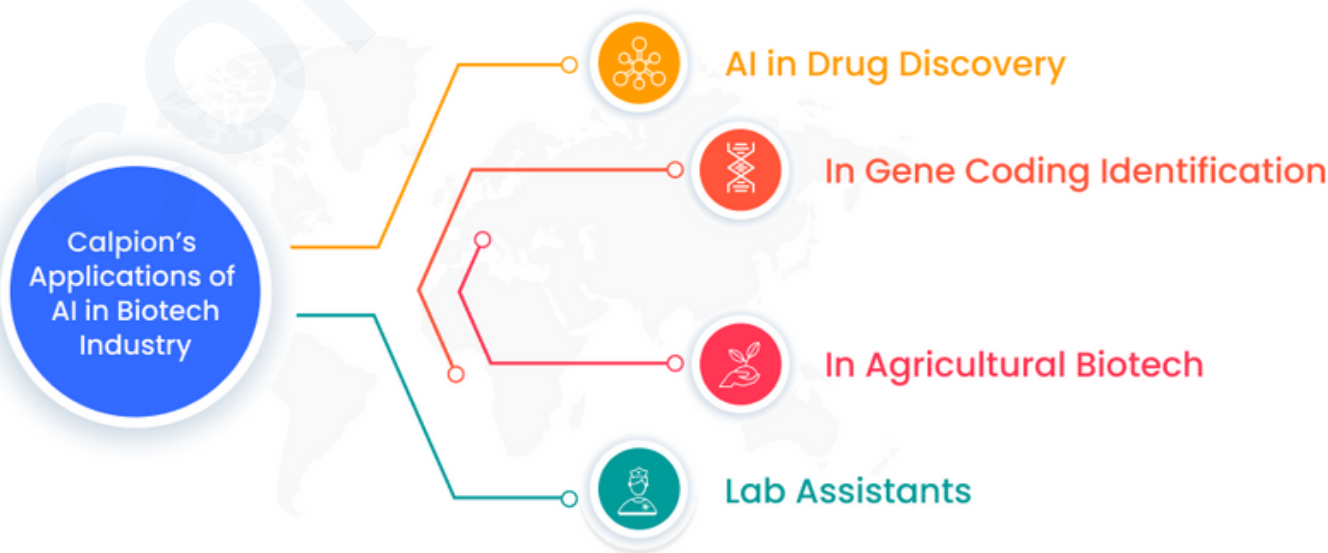 AI in Drug Discovery
In Gene Coding Identification
Calpion’s
Applications of
AI in Biotech
Industry
In Agricultural Biotech
Lab Assistants